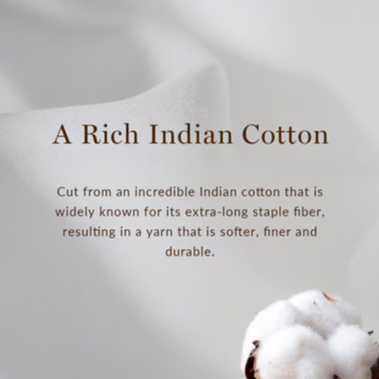 A Rich Indian Cotton
Cut from an incredible Indian cotton that is
widely known for its extra-long staple fiber,
resulting in a yarn that is softer, finer and
durable.